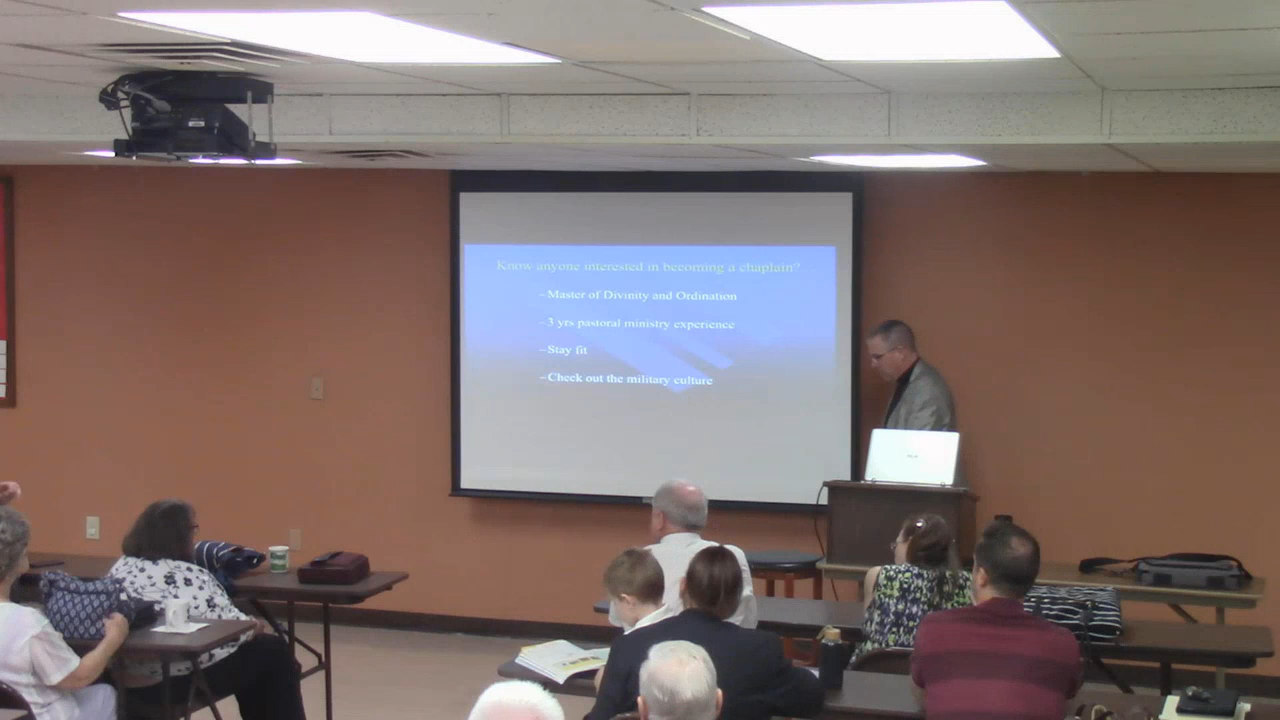 Know anyone interested in becoming a chaplain?
–Master of Divinity and Ordination
–3 yrs pastoral ministry experience
–Stay fit
–Check out the military culture